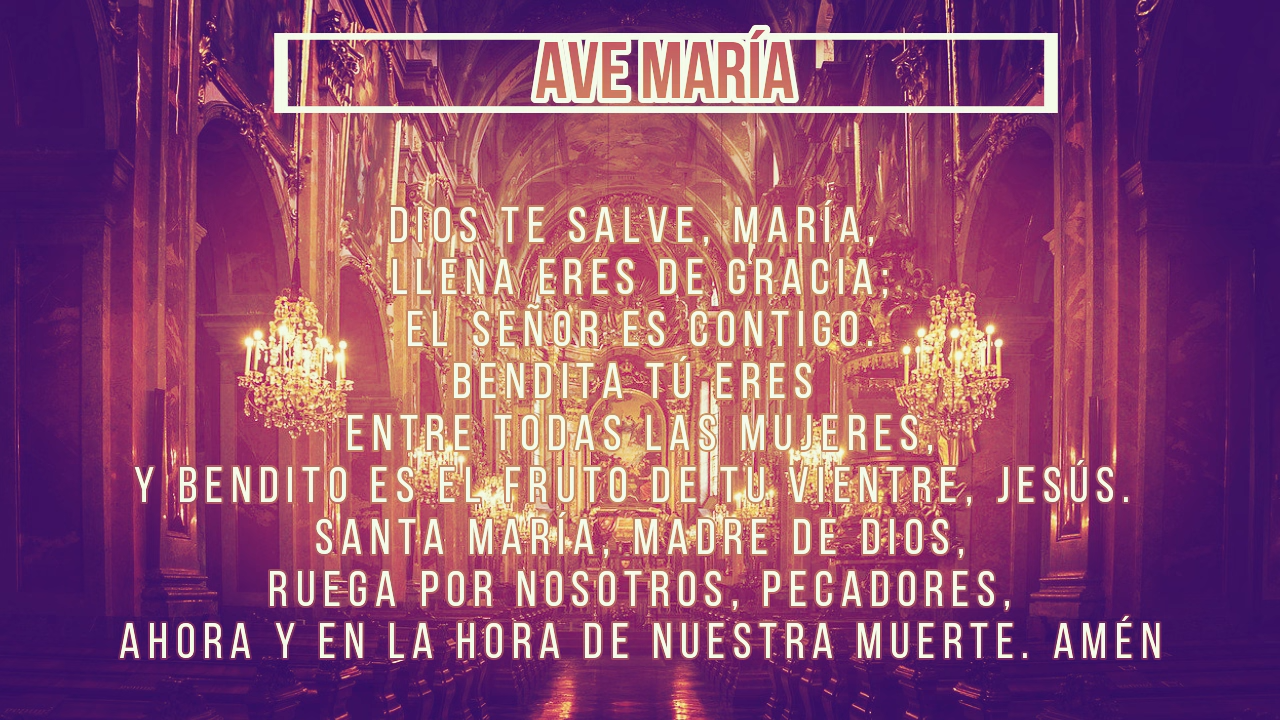 AVE MARÍA
DIOS TE SALVE, MARÍA,
LLENA ERES DE GRACIA;
EL SEÑOR ES CONTIGO.
BENDITA TÚ ERES
ENTRE TODAS LAS MUJERES,
Y BENDITO ES EL FRUTO DE TU VIENTRE, JESÚS.
SANTA MARÍA, MADRE DE DIOS,
RUEGA POR NOSOTROS, PECADORES,
AHORA Y EN LA HORA DE NUESTRA MUERTE. AMÉN